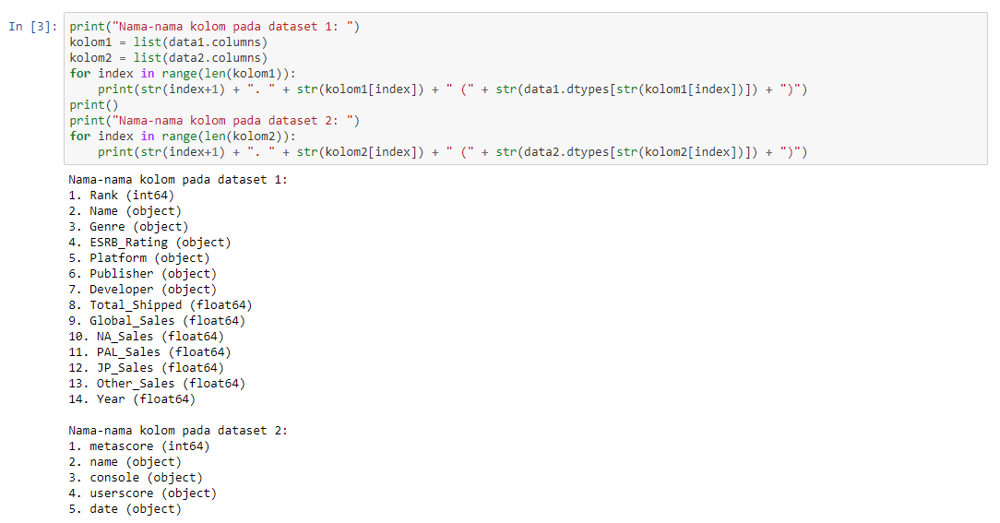 In [3]: print("Nama-nama kolom pada dataset 1: ")
kolom1 = list(data1.columns)
kolom2 = list(data2.columns)
for index in range(len(kolom1)):
    print(str(index+1) + ". " + str(kolom1[index]) + " (" + str(data1.dtypes[str(kolom1[index])]) + ")")
print()
print("Nama-nama kolom pada dataset 2: ")
for index in range(len(kolom2)):
    print(str(index+1) + ". " + str(kolom2[index]) + " (" + str(data2.dtypes[str(kolom2[index])]) + ")")
Nama-nama kolom pada dataset 1:
1. Rank (int64)
2. Name (object)
3. Genre (object)
4. ESRB_Rating (object)
5. Platform (object)
6. Publisher (object)
7. Developer (object)
8. Total_Shipped (float64)
9. Global_Sales (float64)
10. NA_Sales (float64)
11. PAL_Sales (float64)
12. JP_Sales (float64)
13. Other_Sales (float64)
14. Year (float64)

Nama-nama kolom pada dataset 2:
1. metascore (int64)
2. name (object)
3. console (object)
4. userscore (object)
5. date (object)